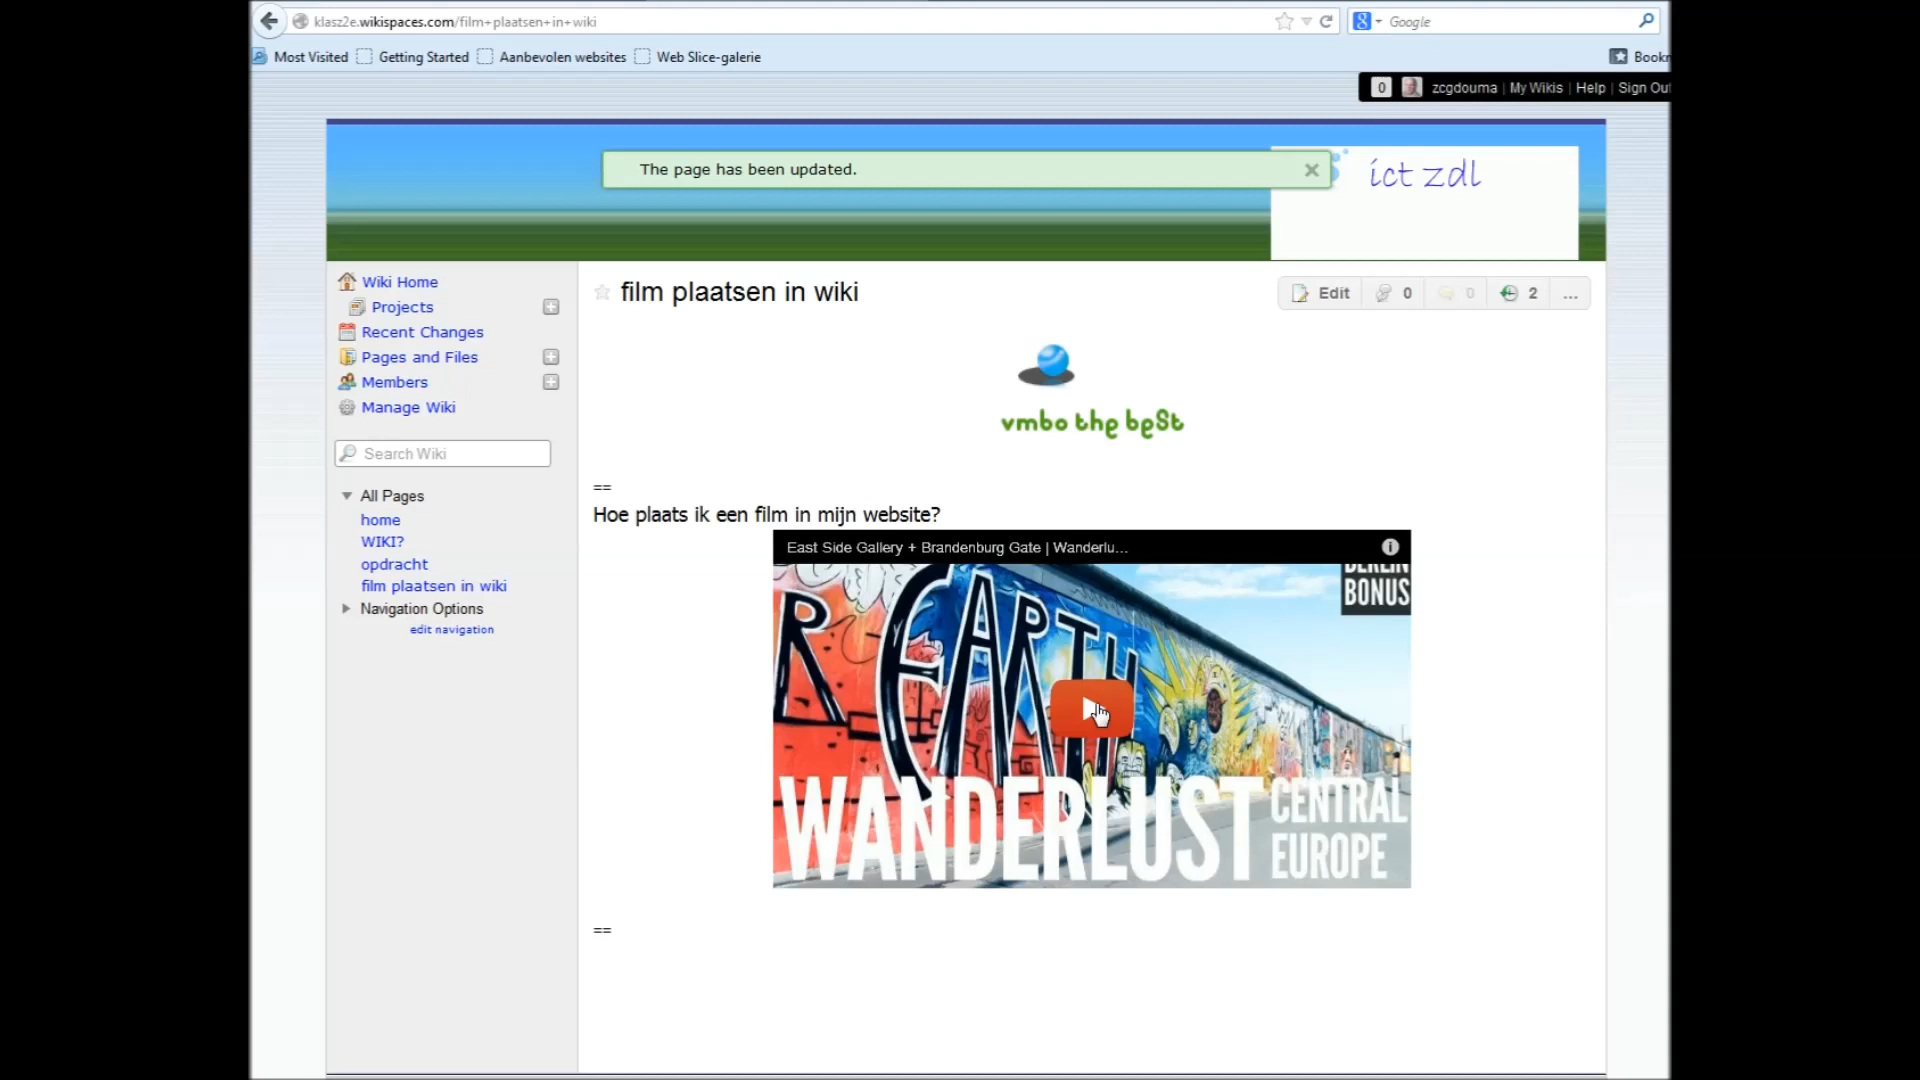 klasz2e.wikispaces.com/film+plaatsen+in+wiki
Google
Most Visited
Getting Started
Aanbevolen websites
Web Slice-galerie
0
zcgdouma | My Wikis | Help | Sign Out
The page has been updated.
ict zdl
Wiki Home
Projects
Recent Changes
Pages and Files
Members
Manage Wiki
Search Wiki
All Pages
home
WIKI?
opdracht
film plaatsen in wiki
Navigation Options
edit navigation
film plaatsen in wiki
Edit
0
0
2
...
vmbo the beSt
==
Hoe plaats ik een film in mijn website?
East Side Gallery + Brandenburg Gate | Wanderlu...
BERLIN
BONUS
R EARTH
WANDERLUST
CENTRAL
EUROPE
==